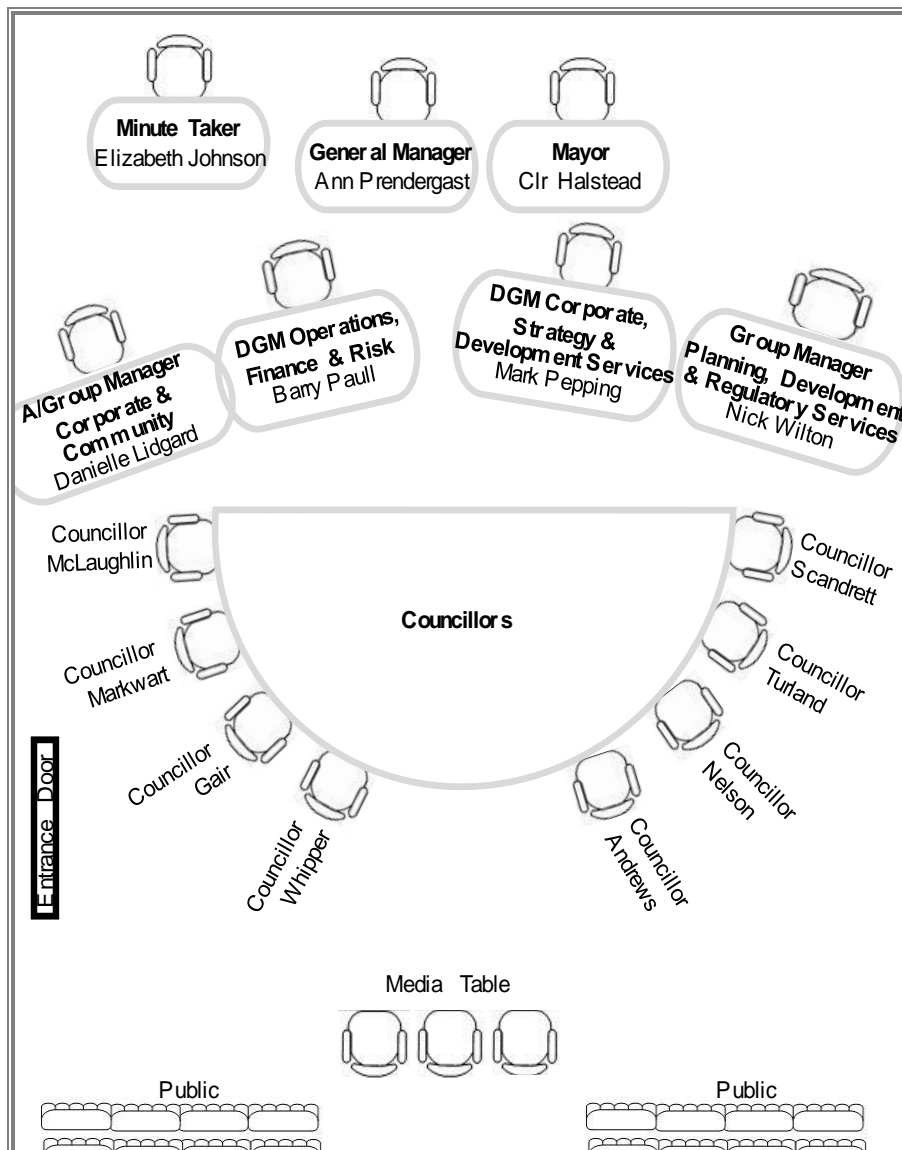 Minute Taker
Elizabeth Johnson
General Manager
Ann Prendergast
Mayor
Clr Halstead
A/Group Manager
Corporate &
Community
Danielle Lidgard
DGM Operations,
Finance & Risk
Barry Paull
DGM Corporate,
Strategy &
Development Services
Mark Pepping
Group Manager
Planning, Development
& Regulatory Services
Nick Wilton
Councillor
McLaughlin
Councillor
Scandrett
Councillors
Councillor
Markwart
Councillor
Turland
Councillor
Gair
Councillor
Nelson
Councillor
Whipper
Councillor
Andrews
Entrance Door
Media Table
Public
Public